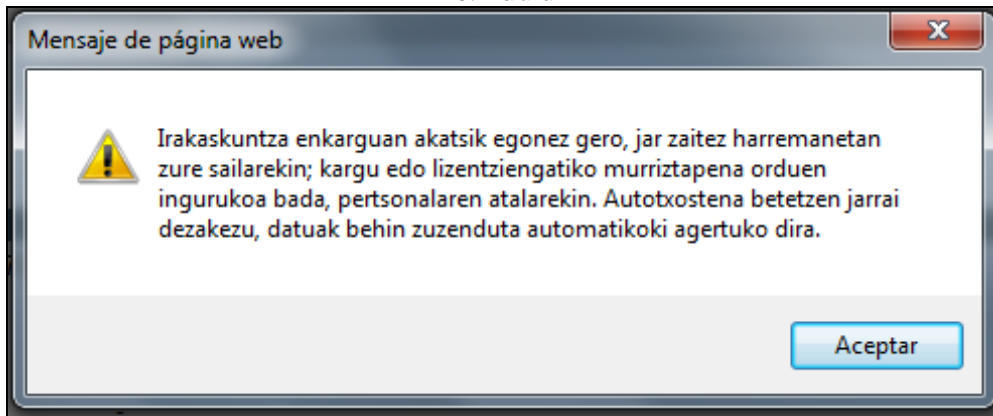 Mensaje de página web
Irakaskuntza enkarguan akatsik egonez gero, jar zaitez harremanetan
zure sailarekin; kargu edo lizentziengatiko murriztapena orduen
ingurukoa bada, pertsonalaren atalarekin. Autotxostena betetzen jarrai
dezakezu, datuak behin zuzenduta automatikoki agertuko dira.
Aceptar